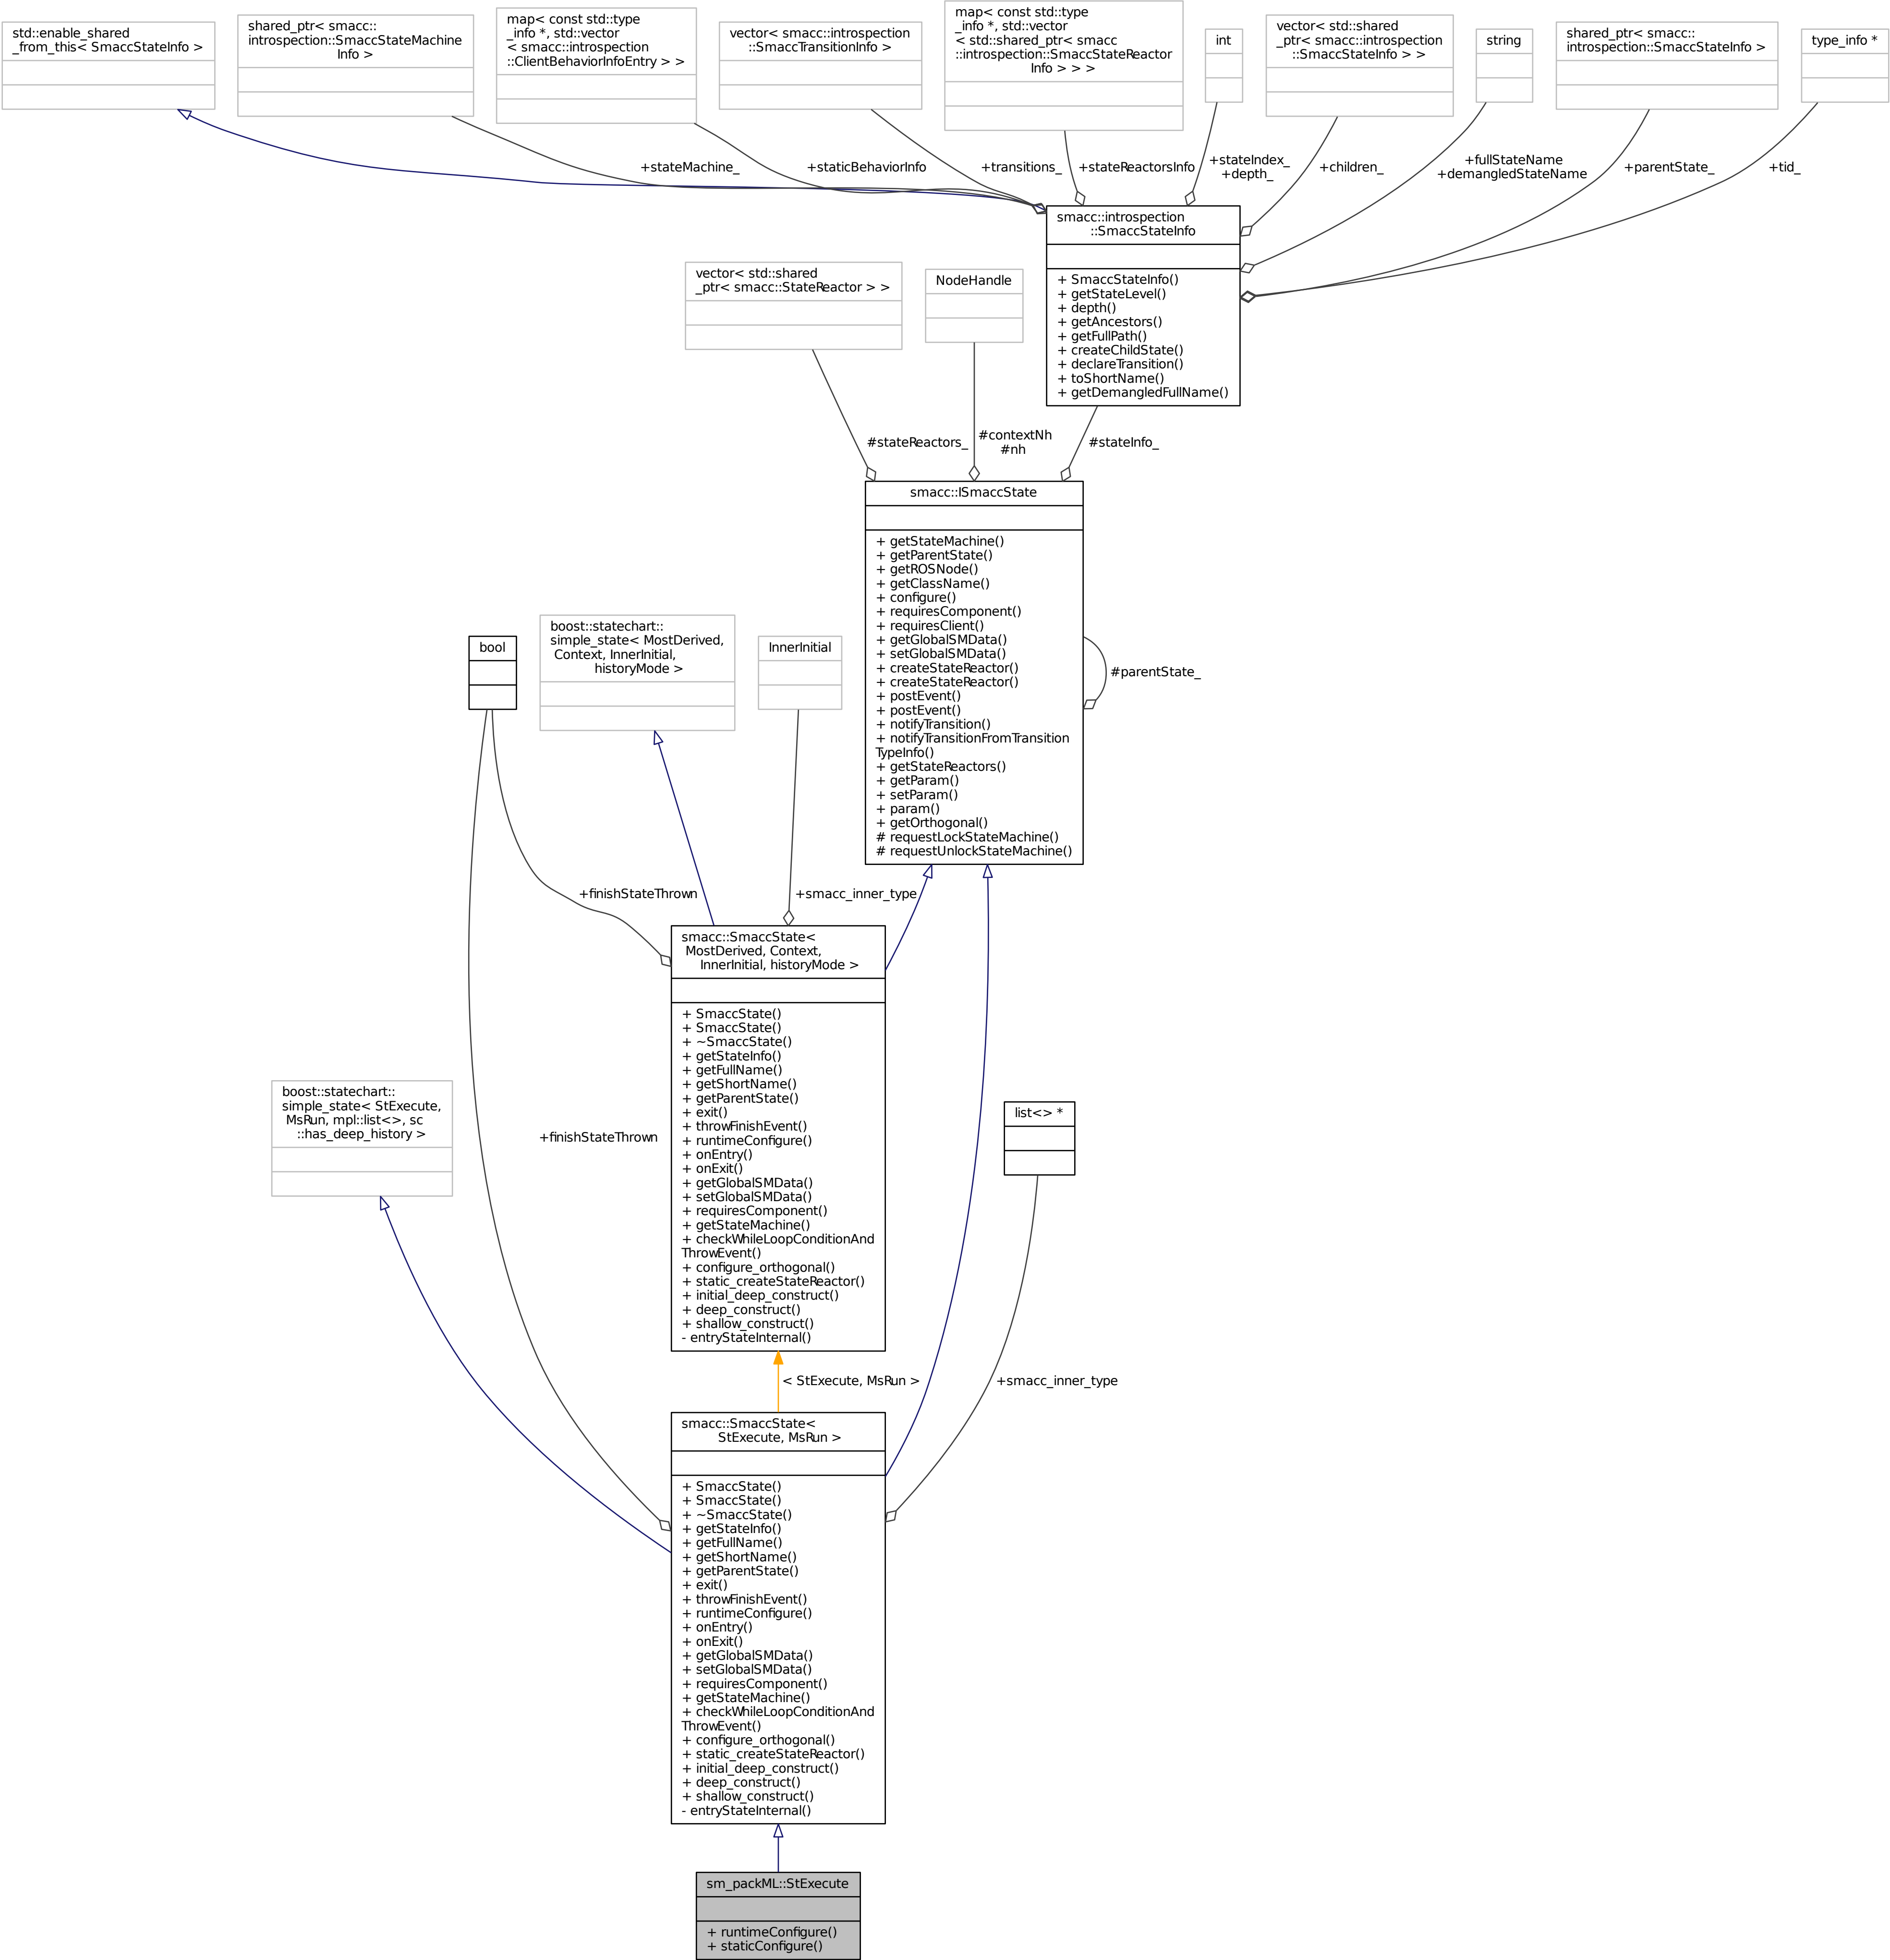 std::enable_shared
_from_this< SmaccStateInfo >
shared_ptr< smacc::
introspection::SmaccStateMachine
Info >
map< const std::type
_info *, std::vector
< smacc::introspection
::ClientBehaviorInfoEntry > >
vector< smacc::introspection
::SmaccTransitionInfo >
map< const std::type
_info *, std::vector
< std::shared_ptr< smacc
::introspection::SmaccStateReactor
Info > > >
int
vector< std::shared
_ptr< smacc::introspection
::SmaccStateInfo > >
string
shared_ptr< smacc::
introspection::SmaccStateInfo >
type_info *
+stateMachine_
+staticBehaviorInfo
+transitions_
+stateReactorsInfo
+stateIndex_
+depth_
+children_
+fullStateName
+demangledStateName
+parentState_
+tid_
smacc::introspection
::SmaccStateInfo
+ SmaccStateInfo()
+ getStateLevel()
+ depth()
+ getAncestors()
+ getFullPath()
+ createChildState()
+ declareTransition()
+ toShortName()
+ getDemangledFullName()
vector< std::shared
_ptr< smacc::StateReactor > >
NodeHandle
#stateReactors_
#contextNh
#nh
#stateInfo_
smacc::ISmaccState
+ getStateMachine()
+ getParentState()
+ getROSNode()
+ getClassName()
+ configure()
+ requiresComponent()
+ requiresClient()
+ getGlobalSMData()
+ setGlobalSMData()
+ createStateReactor()
+ createStateReactor()
+ postEvent()
+ postEvent()
+ notifyTransition()
+ notifyTransitionFromTransition
TypeInfo()
+ getStateReactors()
+ getParam()
+ setParam()
+ param()
+ getOrthogonal()
# requestLockStateMachine()
# requestUnlockStateMachine()
#parentState_
bool
boost::statechart::
simple_state< MostDerived,
Context, InnerInitial,
historyMode >
InnerInitial
+finishStateThrown
+smacc_inner_type
smacc::SmaccState<
MostDerived, Context,
InnerInitial, historyMode >
+ SmaccState()
+ SmaccState()
+ ~SmaccState()
+ getStateInfo()
+ getFullName()
+ getShortName()
+ getParentState()
+ exit()
+ throwFinishEvent()
+ runtimeConfigure()
+ onEntry()
+ onExit()
+ getGlobalSMData()
+ setGlobalSMData()
+ requiresComponent()
+ getStateMachine()
+ checkWhileLoopConditionAnd
ThrowEvent()
+ configure_orthogonal()
+ static_createStateReactor()
+ initial_deep_construct()
+ deep_construct()
+ shallow_construct()
- entryStateInternal()
boost::statechart::
simple_state< StExecute,
MsRun, mpl::list<>, sc
::has_deep_history >
+finishStateThrown
list<> *
< StExecute, MsRun >
+smacc_inner_type
smacc::SmaccState<
StExecute, MsRun >
+ SmaccState()
+ SmaccState()
+ ~SmaccState()
+ getStateInfo()
+ getFullName()
+ getShortName()
+ getParentState()
+ exit()
+ throwFinishEvent()
+ runtimeConfigure()
+ onEntry()
+ onExit()
+ getGlobalSMData()
+ setGlobalSMData()
+ requiresComponent()
+ getStateMachine()
+ checkWhileLoopConditionAnd
ThrowEvent()
+ configure_orthogonal()
+ static_createStateReactor()
+ initial_deep_construct()
+ deep_construct()
+ shallow_construct()
- entryStateInternal()
sm_packML::StExecute
+ runtimeConfigure()
+ staticConfigure()